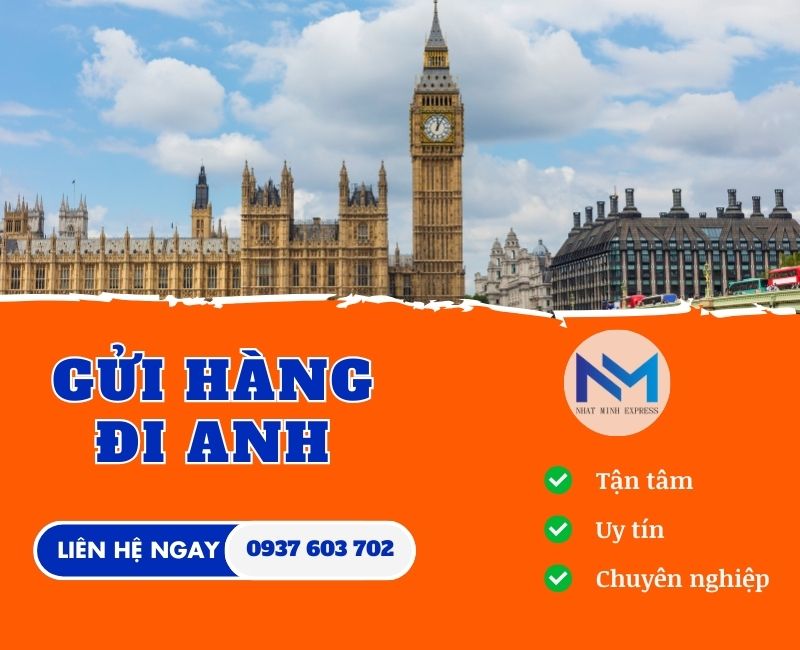 GỬI HÀNG
ĐI ANH
LIÊN HỆ NGAY 0937 603 702
NHAT MINH EXPRESS
Tận tâm
Uy tín
Chuyên nghiệp